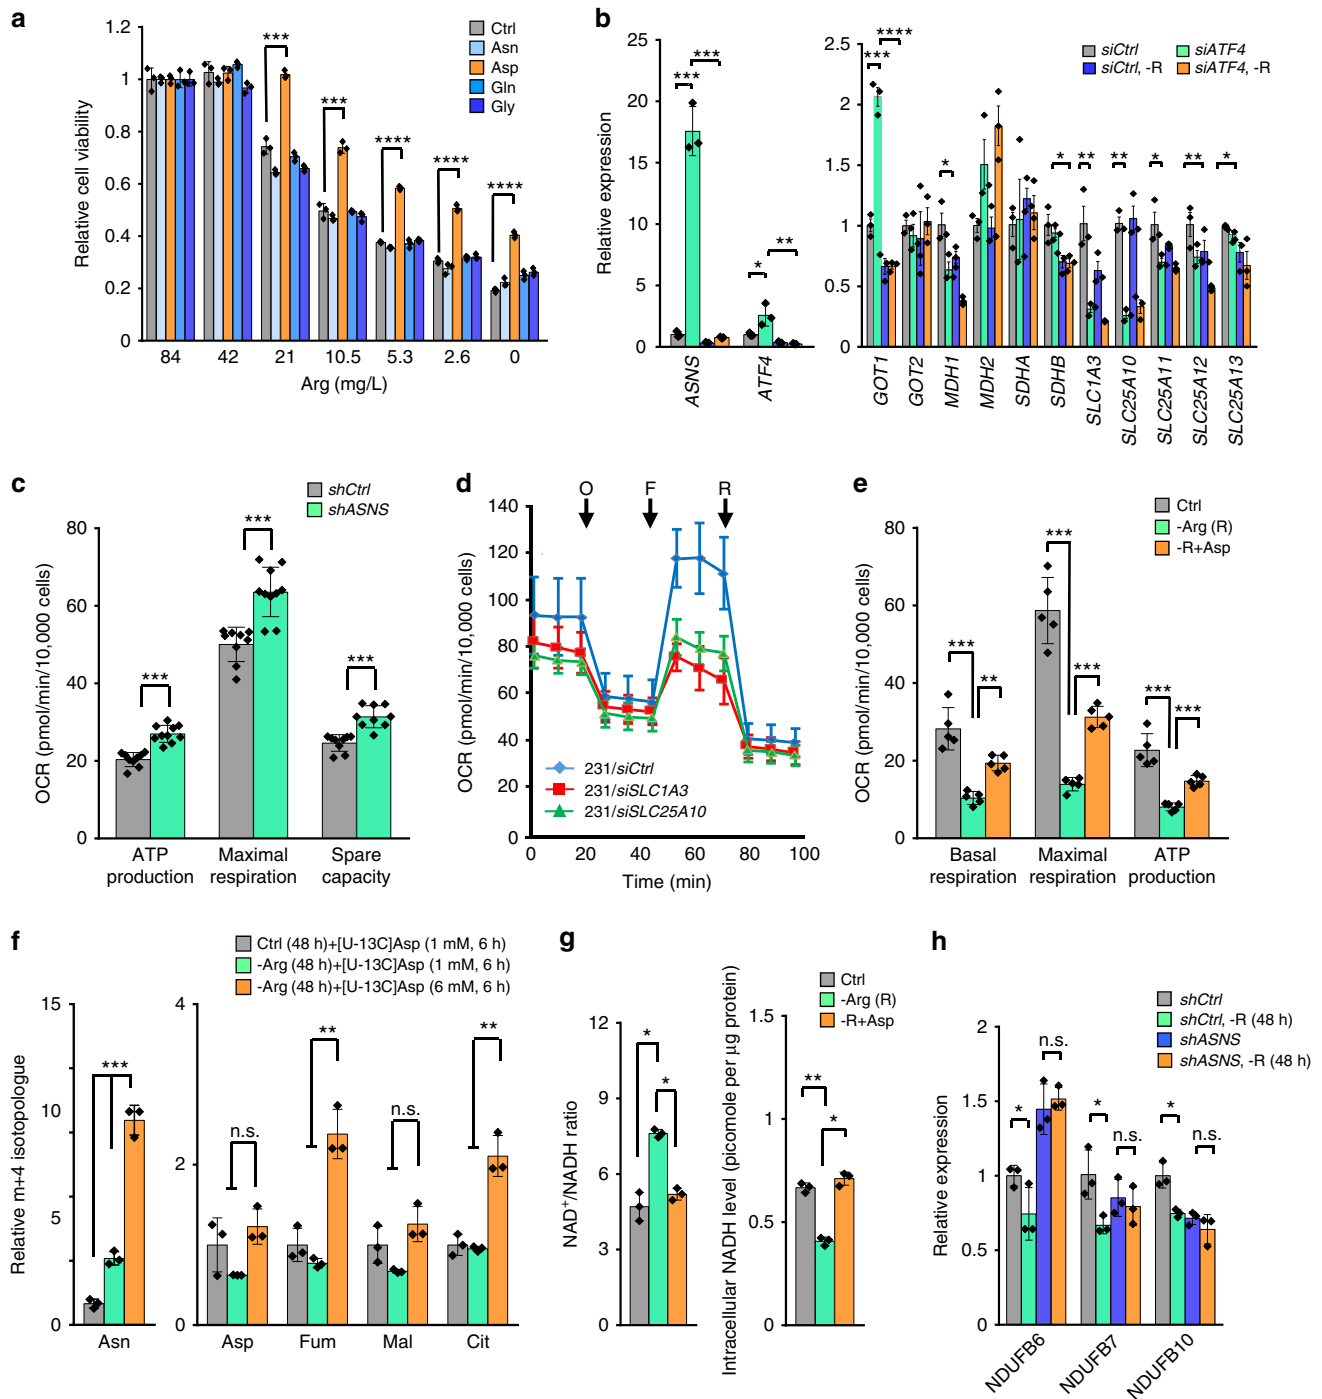 a
Relative cell viability
1.2
1
0.8
0.6
0.4
0.2
0
***
***
****
****
****
Ctrl
Asn
Asp
Gln
Gly
84 42 21 10.5 5.3 2.6 0
Arg (mg/L)
b
Relative expression
25
20
15
10
5
0
***
***
*
**
ASNS
ATF4
2.5
2
1.5
1
0.5
0
siCtrl
siATF4
siCtrl, -R
siATF4, -R
****
***
*
*
**
**
*
**
*
GOT1
GOT2
MDH1
MDH2
SDHA
SDHB
SLC1A3
SLC25A10
SLC25A11
SLC25A12
SLC25A13
c
OCR (pmol/min/10,000 cells)
80
60
40
20
0
shCtrl
shASNS
***
***
***
ATP production
Maximal respiration
Spare capacity
d
OCR (pmol/min/10,000 cells)
140
120
100
80
60
40
20
0
O F R
231/siCtrl
231/siSLC1A3
231/siSLC25A10
0 20 40 60 80 100
Time (min)
e
OCR (pmol/min/10,000 cells)
80
60
40
20
0
Ctrl
-Arg (R)
-R+Asp
***
**
***
***
***
***
Basal respiration
Maximal respiration
ATP production
f
Ctrl (48 h)+[U-13C]Asp (1 mM, 6 h)
-Arg (48 h)+[U-13C]Asp (1 mM, 6 h)
-Arg (48 h)+[U-13C]Asp (6 mM, 6 h)
Relative m+4 isotopologue
15
10
5
0
***
Asn
4
2
0
n.s.
**
n.s.
**
Asp Fum Mal Cit
g
NAD+/NADH ratio
12
9
6
3
0
*
*
Intracellular NADH level (picomole per µg protein)
1.5
1
0.5
0
Ctrl
-Arg (R)
-R+Asp
**
*
h
Relative expression
2
1.5
1
0.5
0
shCtrl
shCtrl, -R (48 h)
shASNS
shASNS, -R (48 h)
*
n.s.
*
n.s.
*
n.s.
NDUFB6
NDUFB7
NDUFB10